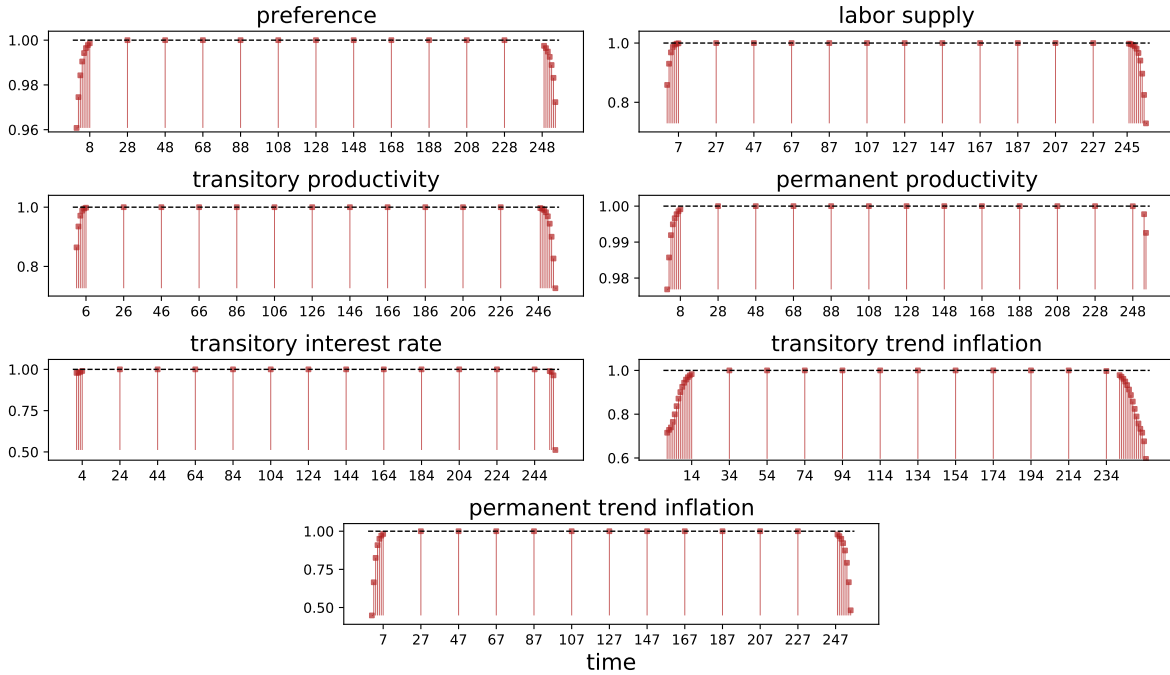 preference
1.00
0.98
0.96
8 28 48 68 88 108 128 148 168 188 208 228 248
labor supply
1.0
0.8
7 27 47 67 87 107 127 147 167 187 207 227 245
transitory productivity
1.0
0.8
6 26 46 66 86 106 126 146 166 186 206 226 246
permanent productivity
1.00
0.99
0.98
8 28 48 68 88 108 128 148 168 188 208 228 248
transitory interest rate
1.00
0.75
0.50
4 24 44 64 84 104 124 144 164 184 204 224 244
transitory trend inflation
1.0
0.8
0.6
14 34 54 74 94 114 134 154 174 194 214 234
permanent trend inflation
1.00
0.75
0.50
7 27 47 67 87 107 127 147 167 187 207 227 247
time